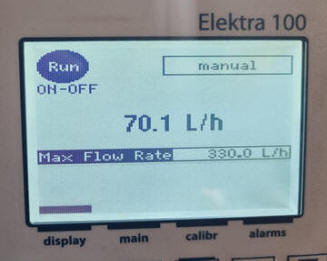 Elektra 100
Run manual
ON-OFF
70.1 L/h
Max Flow Rate 330.0 L/h
display main calibr alarms